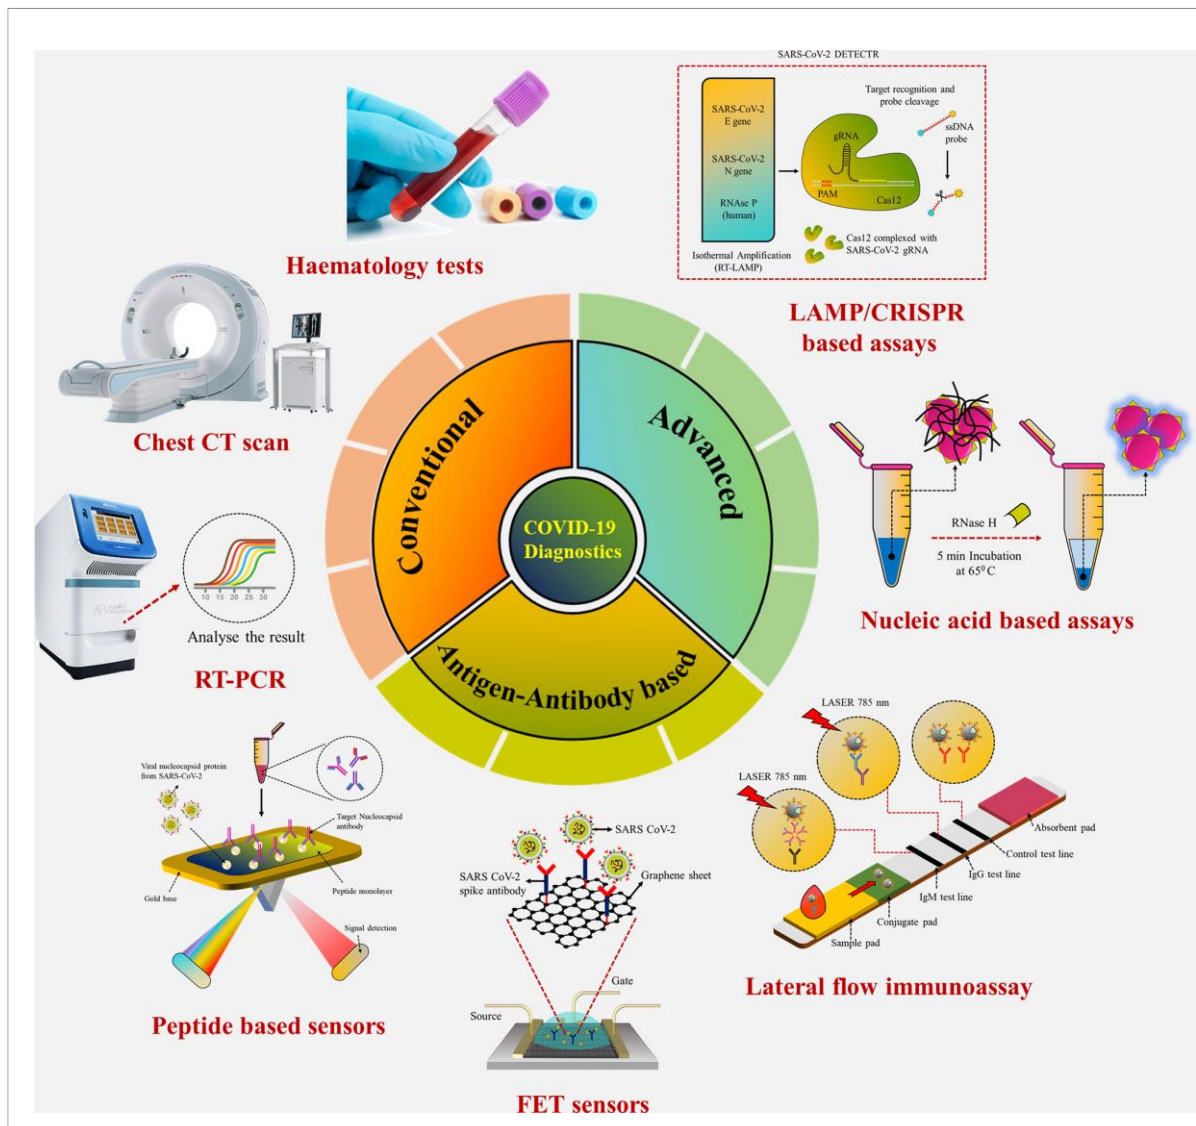 SARS-CoV-2 DETECTR
SARS-CoV-2
E gene
SARS-CoV-2
N gene
RNAse P
(human)
Isothermal Amplification
(RT-LAMP)
Target recognition and
probe cleavage
gRNA
ssDNA
probe
PAM
Cas12
Cas12 complexed with
SARS-CoV-2 gRNA
LAMP/CRISPR
based assays
Haematology tests
Chest CT scan
10 15 20 25 30
Analyse the result
RT-PCR
Conventional
Advanced
Antigen-Antibody based
COVID-19
Diagnostics
RNase H
5 min Incubation
at 65⁰ C
Nucleic acid based assays
Viral nucleocapsid protein
from SARS-CoV-2
Target Nucleocapsid
antibody
Peptide monolayer
Gold base
Signal detection
Peptide based sensors
SARS CoV-2
SARS CoV-2
spike antibody
Graphene sheet
Gate
Source
FET sensors
LASER 785 nm
LASER 785 nm
Absorbent pad
Control test line
IgG test line
IgM test line
Conjugate pad
Sample pad
Lateral flow immunoassay